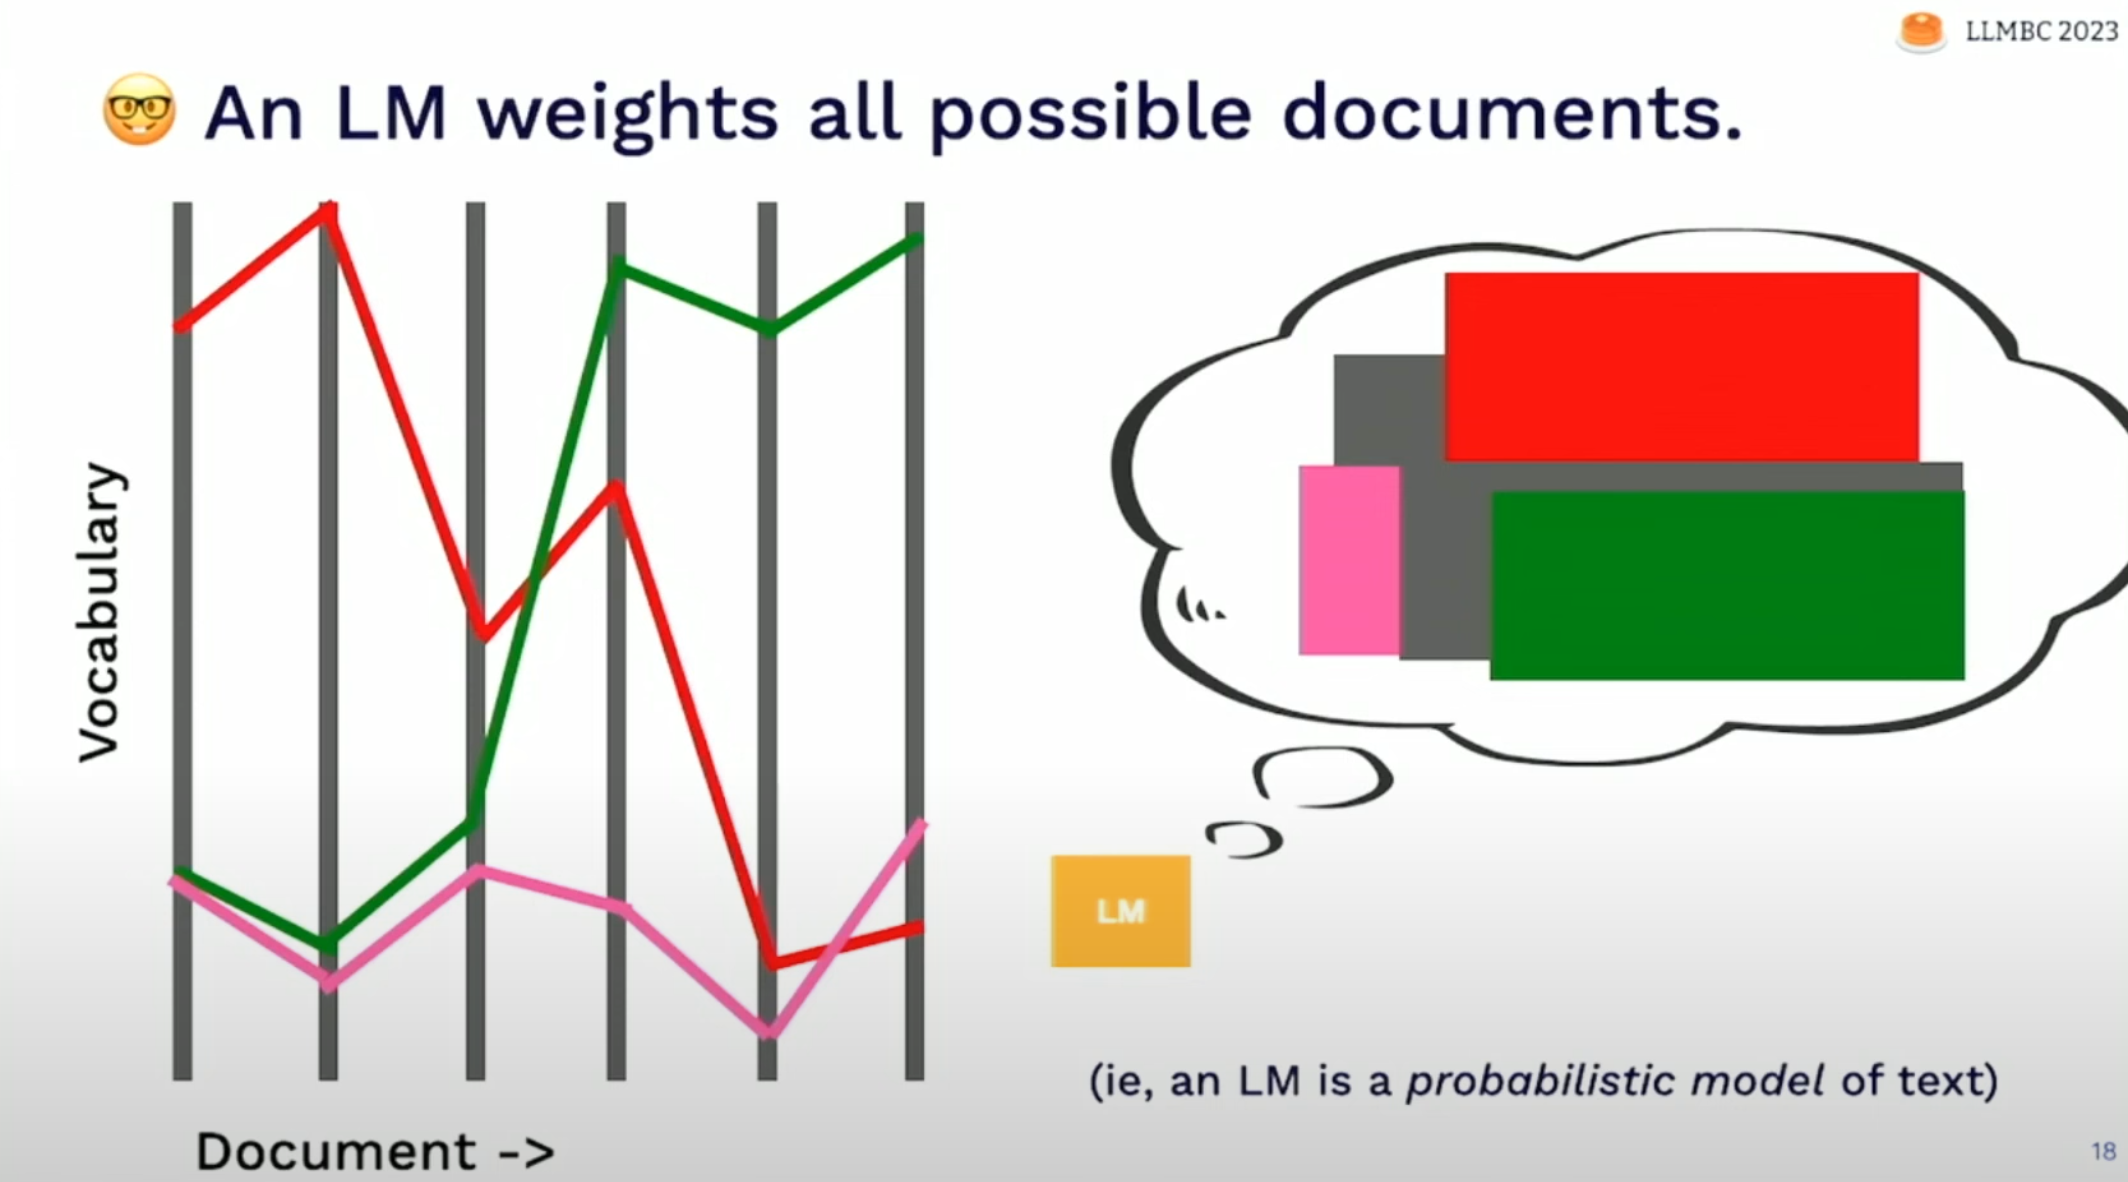 LLMBC 2023
An LM weights all possible documents.
Vocabulary
LM
(ie, an LM is a probabilistic model of text)
Document ->
18